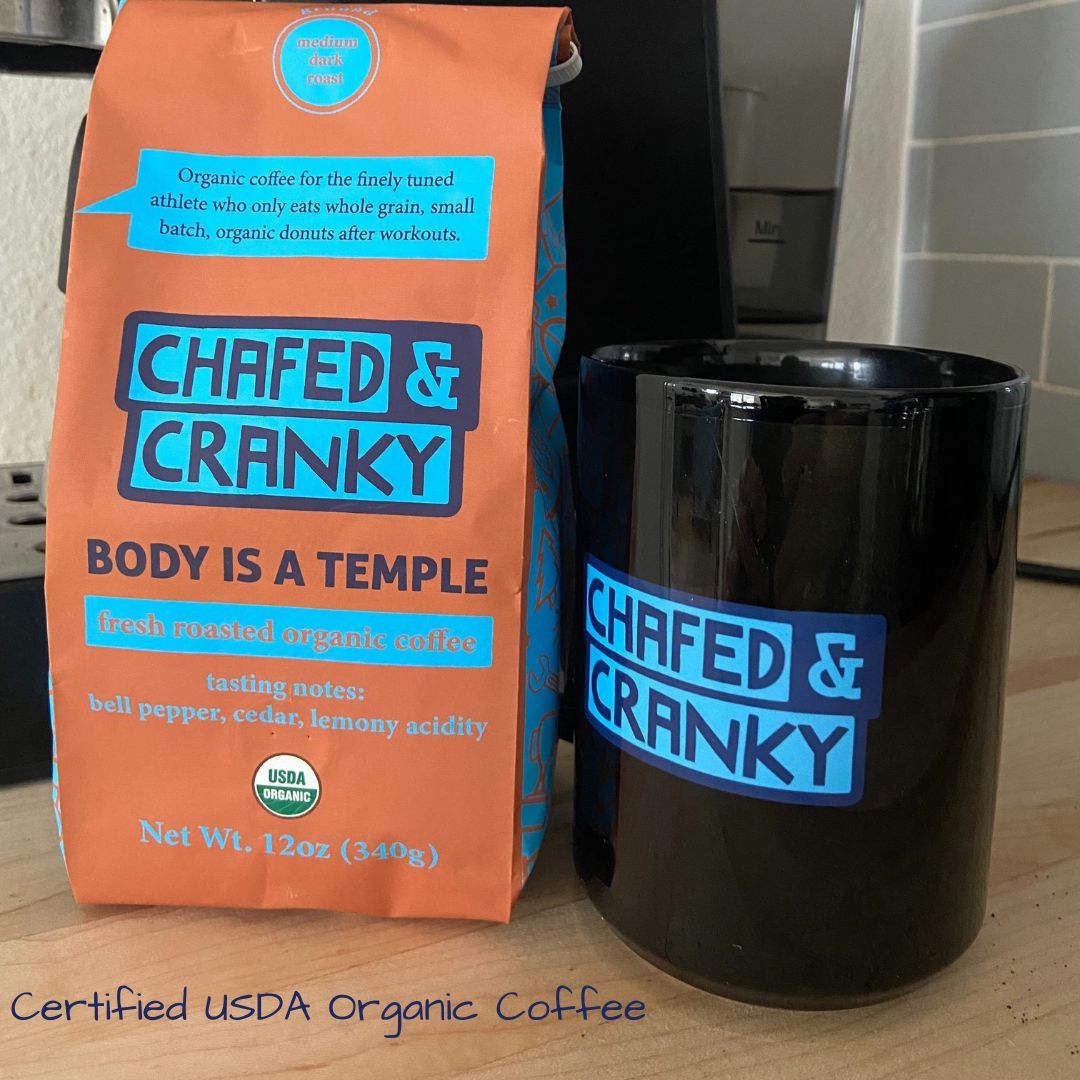 ground
medium
dark
roast
Organic coffee for the finely tuned
athlete who only eats whole grain, small
batch, organic donuts after workouts.
CHAFED &
CRANKY
BODY IS A TEMPLE
fresh roasted organic coffee
tasting notes:
bell pepper, cedar, lemony acidity
USDA
ORGANIC
Net Wt. 12oz (340g)
Min
CHAFED &
CRANKY
Certified USDA Organic Coffee